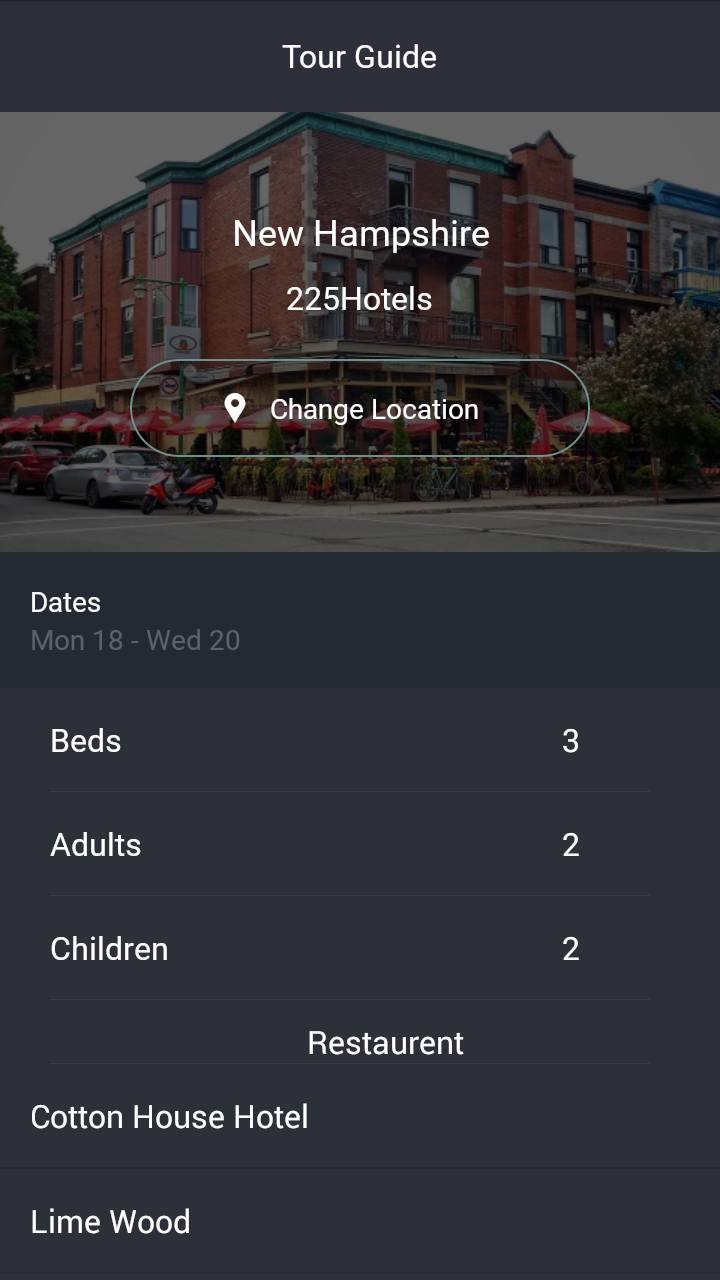 Tour Guide
New Hampshire
225Hotels
Change Location
Dates
Mon 18 - Wed 20
Beds 3
Adults 2
Children 2
Restaurent
Cotton House Hotel
Lime Wood